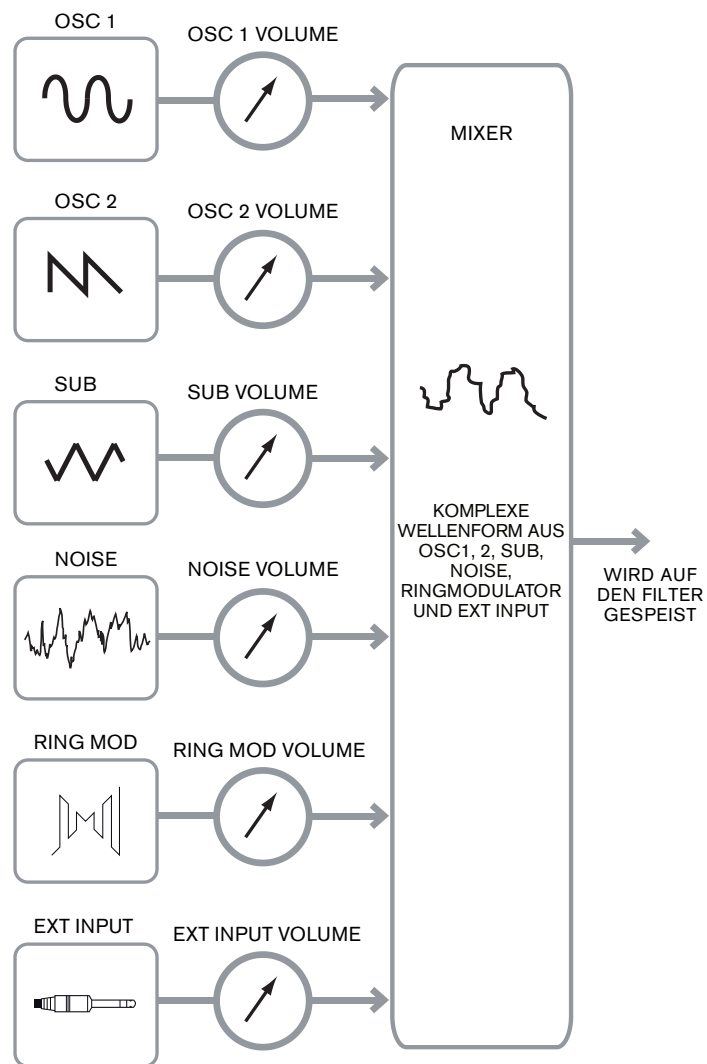 OSC 1
OSC 1 VOLUME
MIXER
OSC 2
OSC 2 VOLUME
SUB
SUB VOLUME
KOMPLEXE
WELLENFORM AUS
OSC1, 2, SUB,
NOISE,
RINGMODULATOR
UND EXT INPUT
WIRD AUF
DEN FILTER
GESPEIST
NOISE
NOISE VOLUME
RING MOD
RING MOD VOLUME
EXT INPUT
EXT INPUT VOLUME